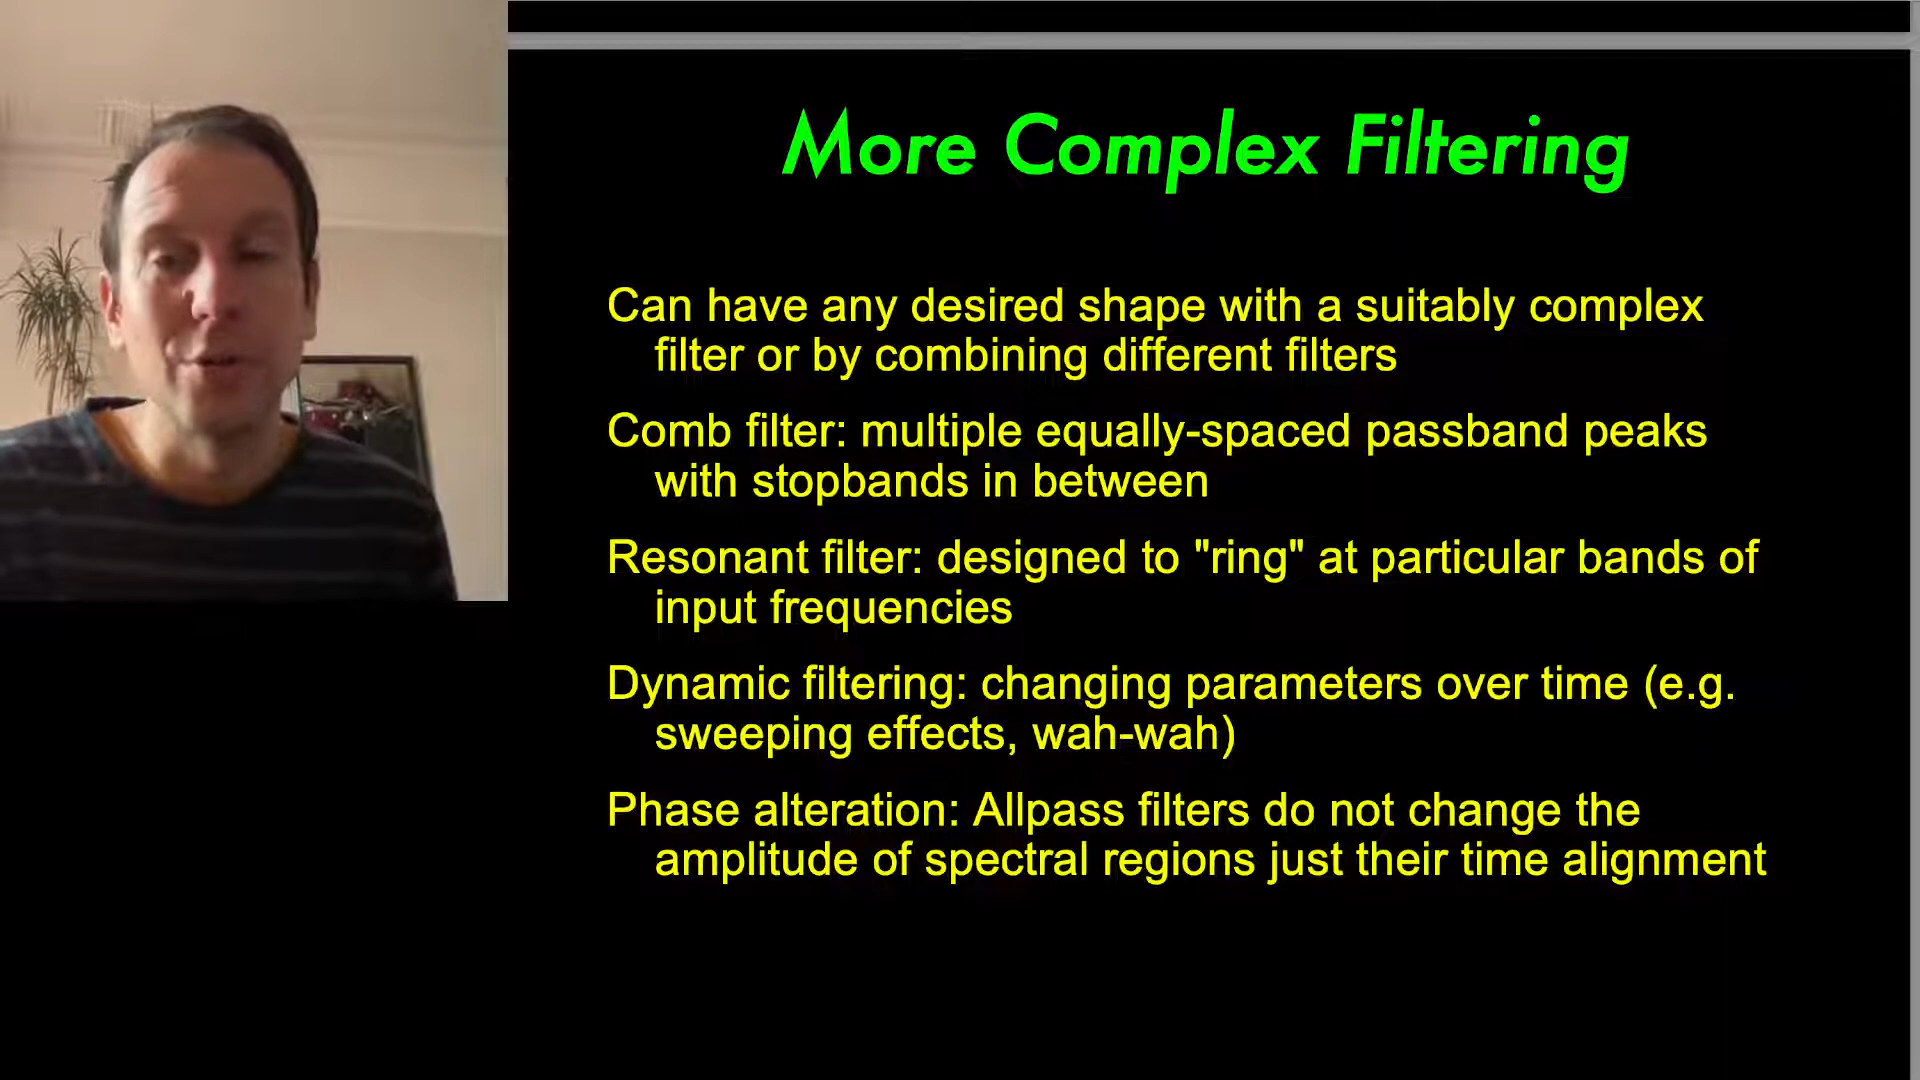 More Complex Filtering
Can have any desired shape with a suitably complex
filter or by combining different filters
Comb filter: multiple equally-spaced passband peaks
with stopbands in between
Resonant filter: designed to "ring" at particular bands of
input frequencies
Dynamic filtering: changing parameters over time (e.g.
sweeping effects, wah-wah)
Phase alteration: Allpass filters do not change the
amplitude of spectral regions just their time alignment